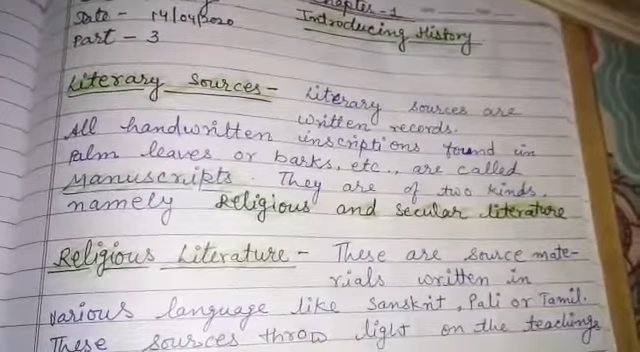 Chapter-1
Date - 14/04/2020
Introducing History
Part - 3
Literary Sources - Literary sources are
written records.
All handwritten inscriptions found in
Palm leaves or barks, etc., are called
Manuscripts. They are of two kinds.
namely Religious and secular literature
Religious Literature - These are source mate-
rials written in
various language like Sanskrit, Pali or Tamil.
These sources throw light on the teachings